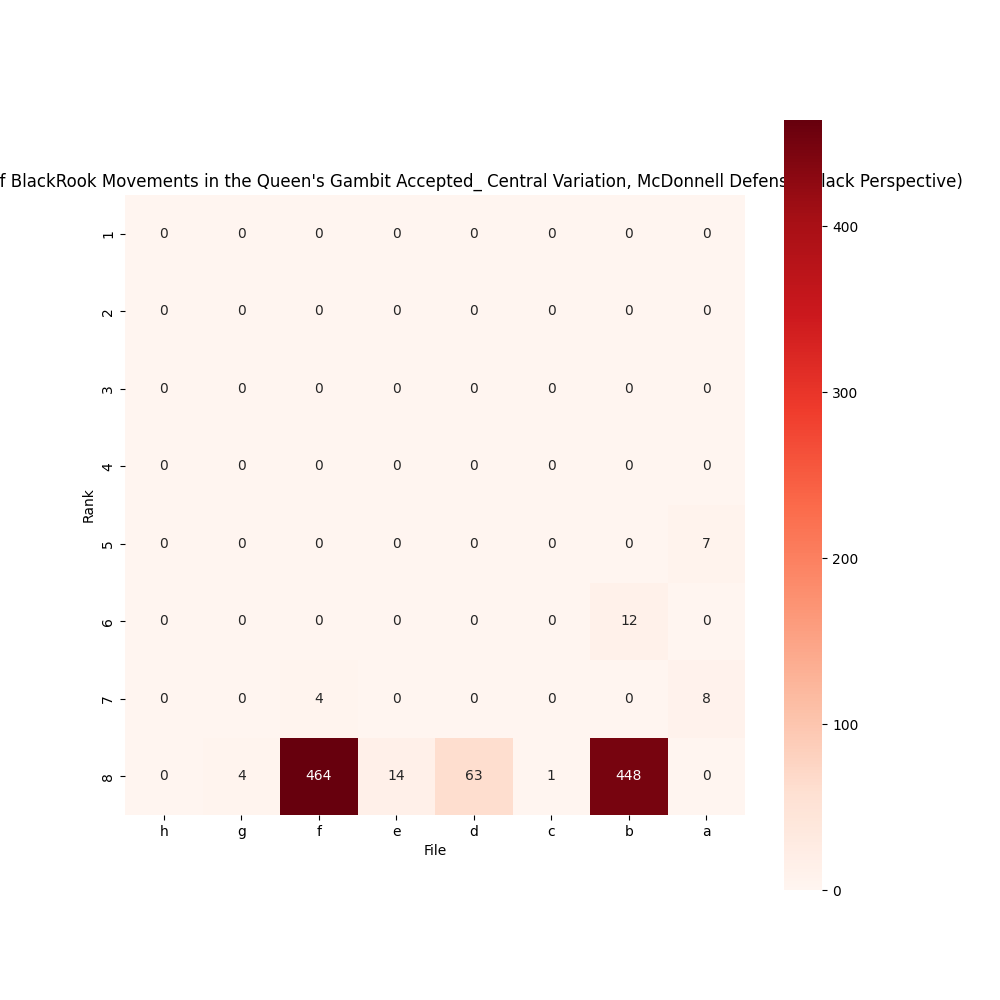 f BlackRook Movements in the Queen's Gambit Accepted_ Central Variation, McDonnell Defens lack Perspective)
400
300
200
100
0
Rank
1 0 0 0 0 0 0 0 0
2 0 0 0 0 0 0 0 0
3 0 0 0 0 0 0 0 0
4 0 0 0 0 0 0 0 0
5 0 0 0 0 0 0 0 7
6 0 0 0 0 0 0 12 0
7 0 0 4 0 0 0 0 8
8 0 4 464 14 63 1 448 0
h g f e d c b a
File